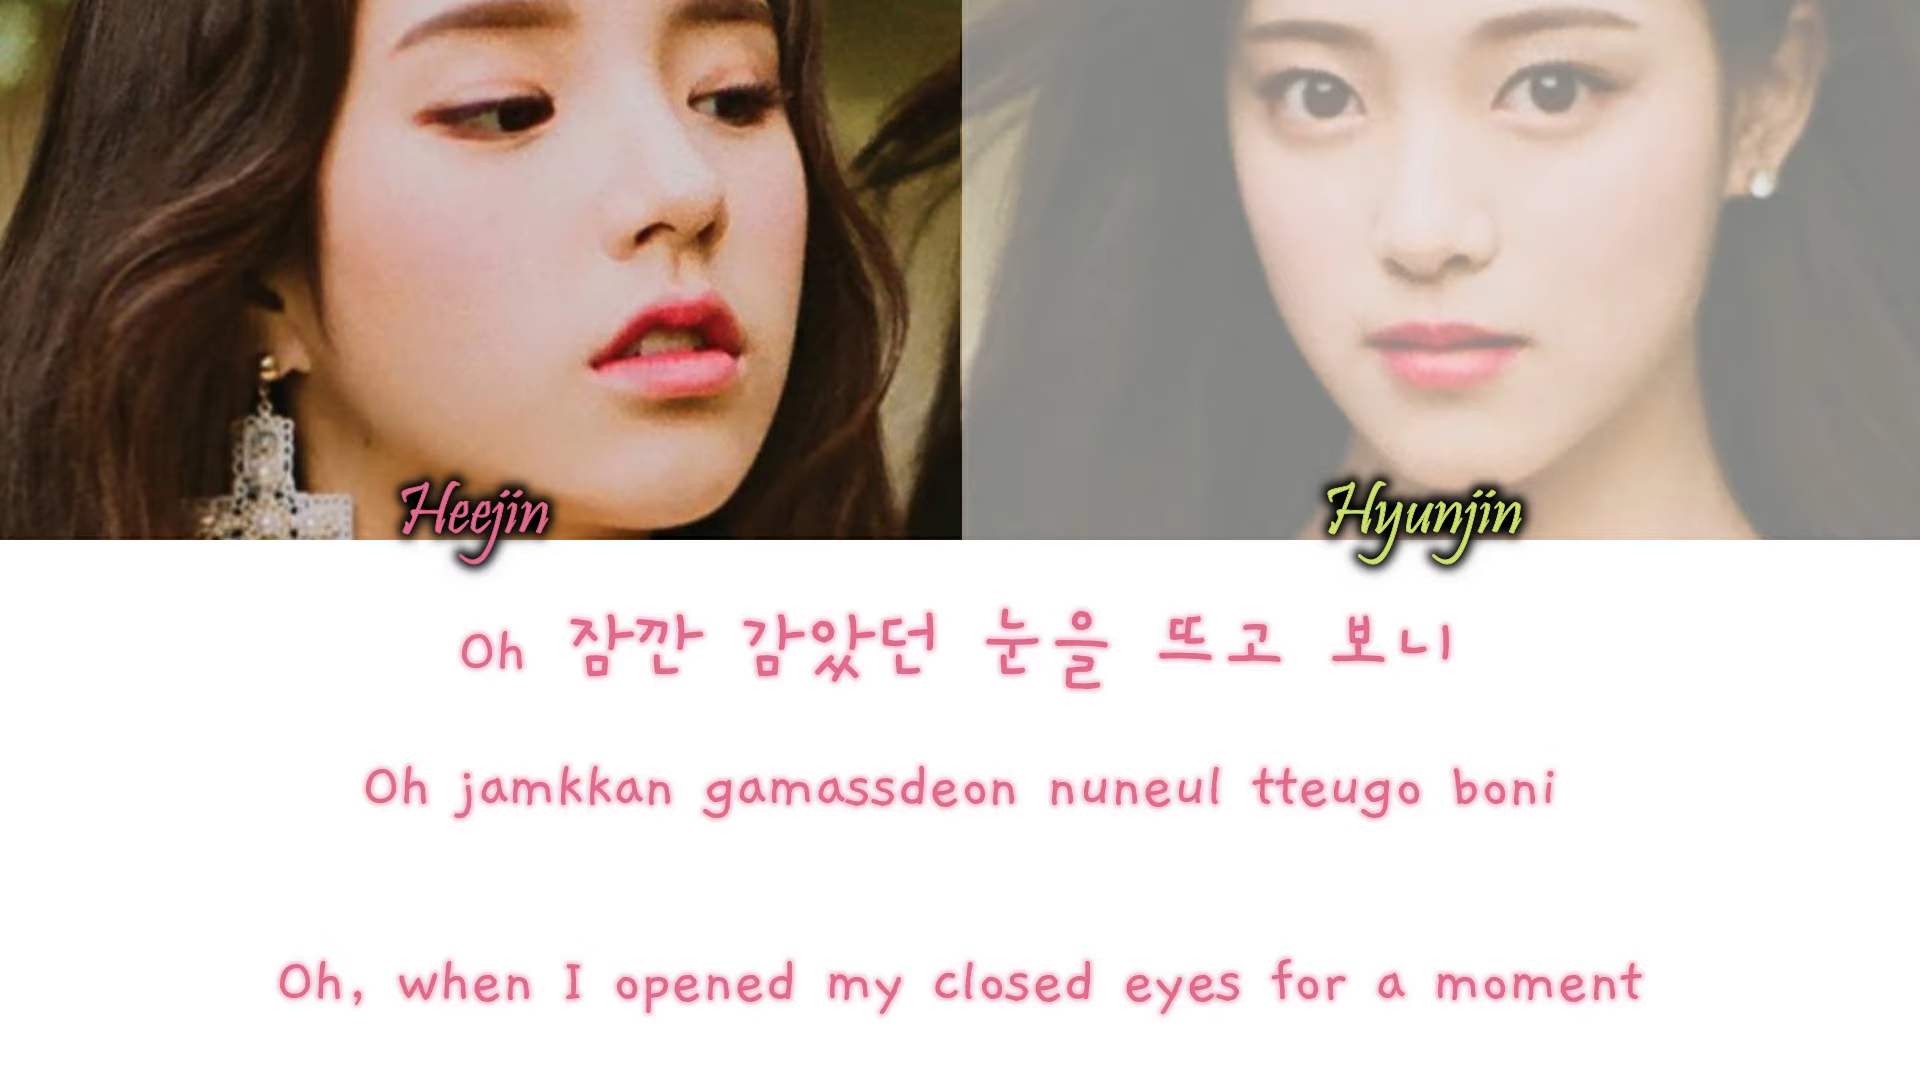 Heejin
Hyunjin
Oh 잠깐 감았던 눈을 뜨고 보니
Oh jamkkan gamassdeon nuneul tteugo boni
Oh, when I opened my closed eyes for a moment